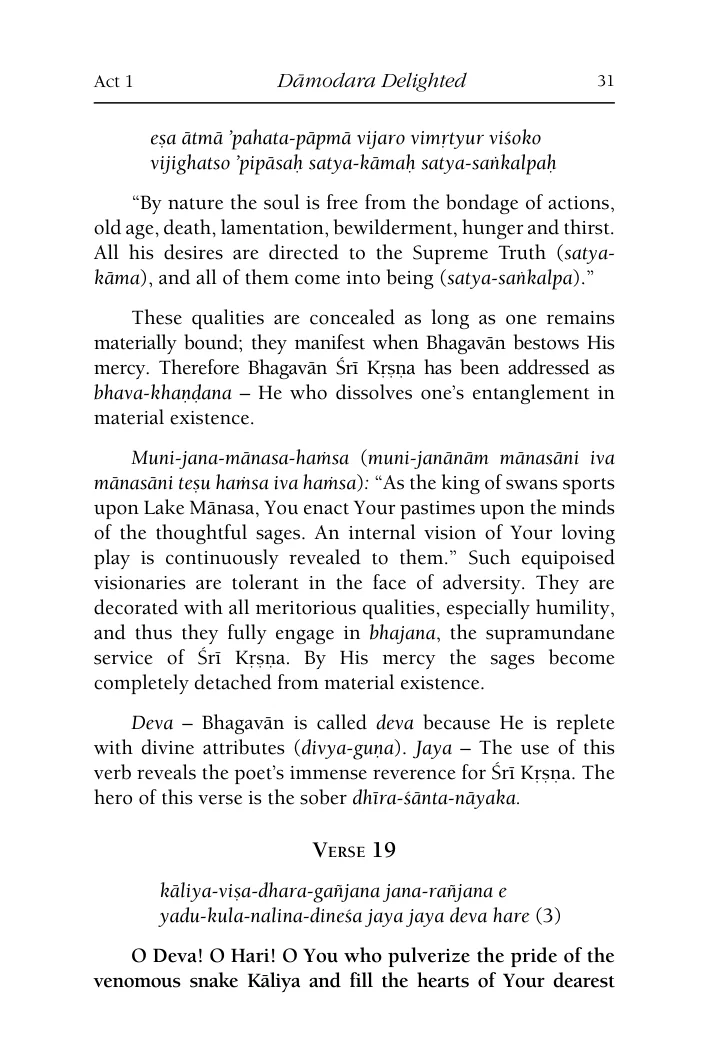 Act 1 Dāmodara Delighted 31
eṣa ātmā ’pahata-pāpmā vijaro vimṛtyur viśoko
vijighatso ’pipāsaḥ satya-kāmaḥ satya-saṅkalpaḥ
“By nature the soul is free from the bondage of actions,
old age, death, lamentation, bewilderment, hunger and thirst.
All his desires are directed to the Supreme Truth (satya-
kāma), and all of them come into being (satya-saṅkalpa).”
These qualities are concealed as long as one remains
materially bound; they manifest when Bhagavān bestows His
mercy. Therefore Bhagavān Śrī Kṛṣṇa has been addressed as
bhava-khaṇḍana – He who dissolves one’s entanglement in
material existence.
Muni-jana-mānasa-haṁsa (muni-janānām mānasāni iva
mānasāni teṣu haṁsa iva haṁsa): “As the king of swans sports
upon Lake Mānasa, You enact Your pastimes upon the minds
of the thoughtful sages. An internal vision of Your loving
play is continuously revealed to them.” Such equipoised
visionaries are tolerant in the face of adversity. They are
decorated with all meritorious qualities, especially humility,
and thus they fully engage in bhajana, the supramundane
service of Śrī Kṛṣṇa. By His mercy the sages become
completely detached from material existence.
Deva – Bhagavān is called deva because He is replete
with divine attributes (divya-guṇa). Jaya – The use of this
verb reveals the poet’s immense reverence for Śrī Kṛṣṇa. The
hero of this verse is the sober dhīra-śānta-nāyaka.
Verse 19
kāliya-viṣa-dhara-gañjana jana-rañjana e
yadu-kula-nalina-dineśa jaya jaya deva hare (3)
O Deva! O Hari! O You who pulverize the pride of the
venomous snake Kāliya and fill the hearts of Your dearest